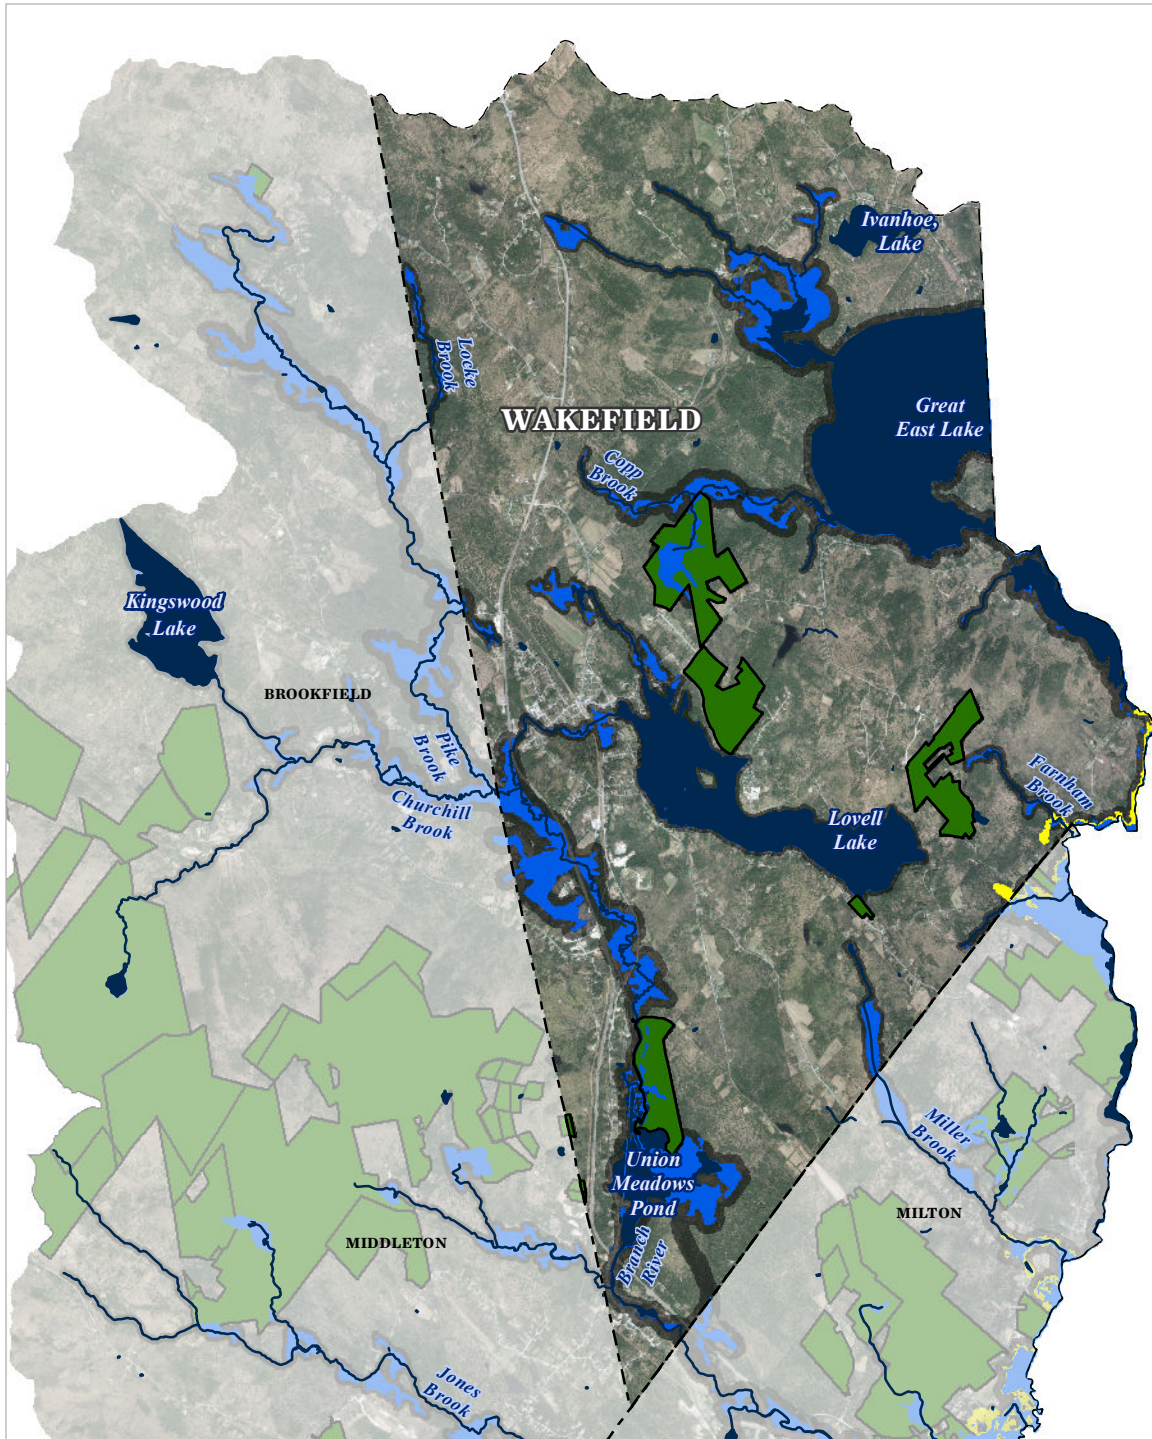 Ivanhoe,
Lake
Locke
Brook
Great
East Lake
WAKEFIELD
Copp
Brook
Kingswood
Lake
BROOKFIELD
Pike
Brook
Churchill
Brook
Farnham
Brook
Lovell
Lake
Miller
Brook
Union
Meadows
Pond
MILTON
MIDDLETON
Branch
River
Jones
Brook